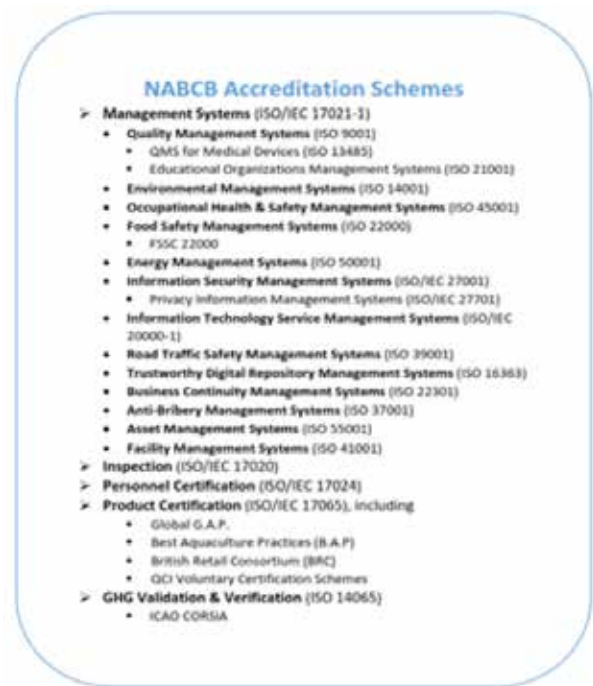 NABCB Accreditation Schemes
➢ Management Systems (ISO/IEC 17021-1)
• Quality Management Systems (ISO 9001)
▪ QMS for Medical Devices (ISO 13485)
▪ Educational Organizations Management Systems (ISO 21001)
• Environmental Management Systems (ISO 14001)
• Occupational Health & Safety Management Systems (ISO 45001)
• Food Safety Management Systems (ISO 22000)
▪ FSSC 22000
• Energy Management Systems (ISO 50001)
• Information Security Management Systems (ISO/IEC 27001)
▪ Privacy Information Management Systems (ISO/IEC 27701)
• Information Technology Service Management Systems (ISO/IEC
20000-1)
• Road Traffic Safety Management Systems (ISO 39001)
• Trustworthy Digital Repository Management Systems (ISO 16363)
• Business Continuity Management Systems (ISO 22301)
• Anti-Bribery Management Systems (ISO 37001)
• Asset Management Systems (ISO 55001)
• Facility Management Systems (ISO 41001)
➢ Inspection (ISO/IEC 17020)
➢ Personnel Certification (ISO/IEC 17024)
➢ Product Certification (ISO/IEC 17065), including
▪ Global G.A.P.
▪ Best Aquaculture Practices (B.A.P)
▪ British Retail Consortium (BRC)
▪ QCI Voluntary Certification Schemes
➢ GHG Validation & Verification (ISO 14065)
▪ ICAO CORSIA